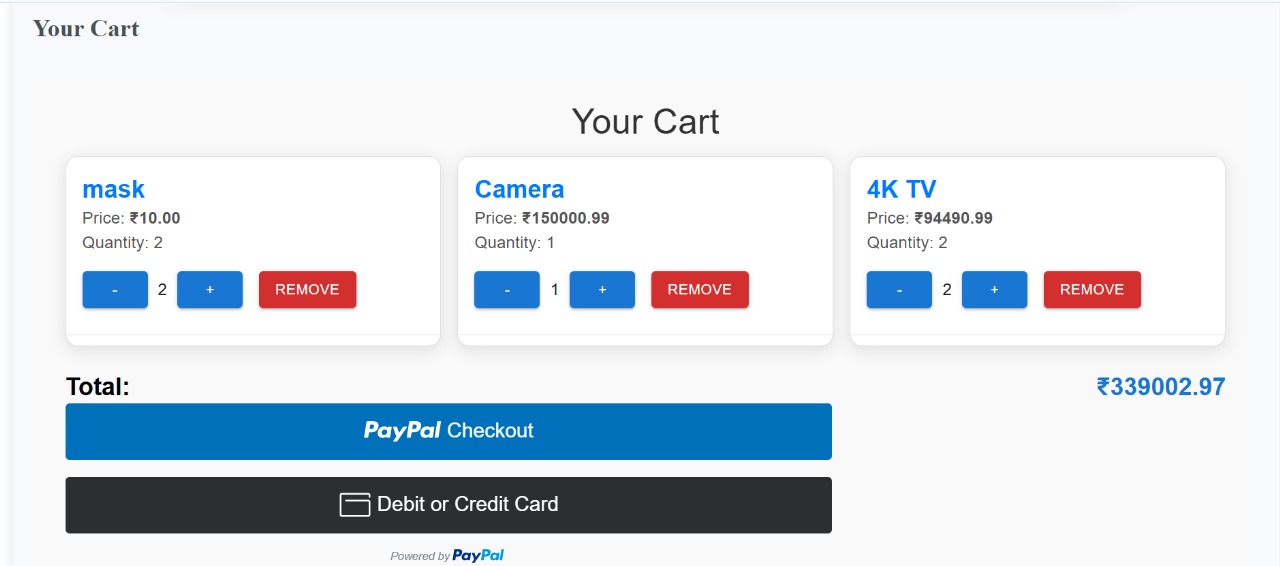 Your Cart
Your Cart
mask
Price: ₹10.00
Quantity: 2
- 2 + REMOVE
Camera
Price: ₹150000.99
Quantity: 1
- 1 + REMOVE
4K TV
Price: ₹94490.99
Quantity: 2
- 2 + REMOVE
Total: ₹339002.97
PayPal Checkout
Debit or Credit Card
Powered by PayPal